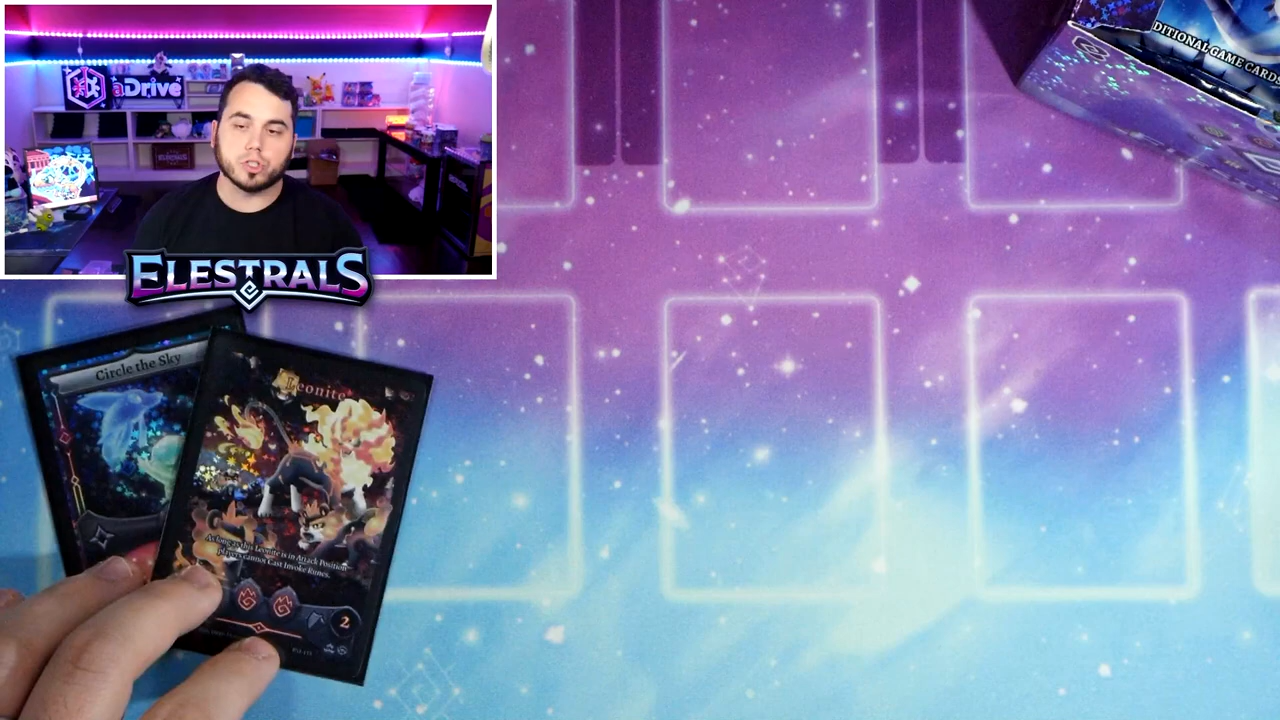 aDrive
ELESTRALS
DITIONAL GAME CARDS
Circle the Sky
Leonite
As long as this Leonite is in Attack Position
players cannot Cast Invoke Runes.
2